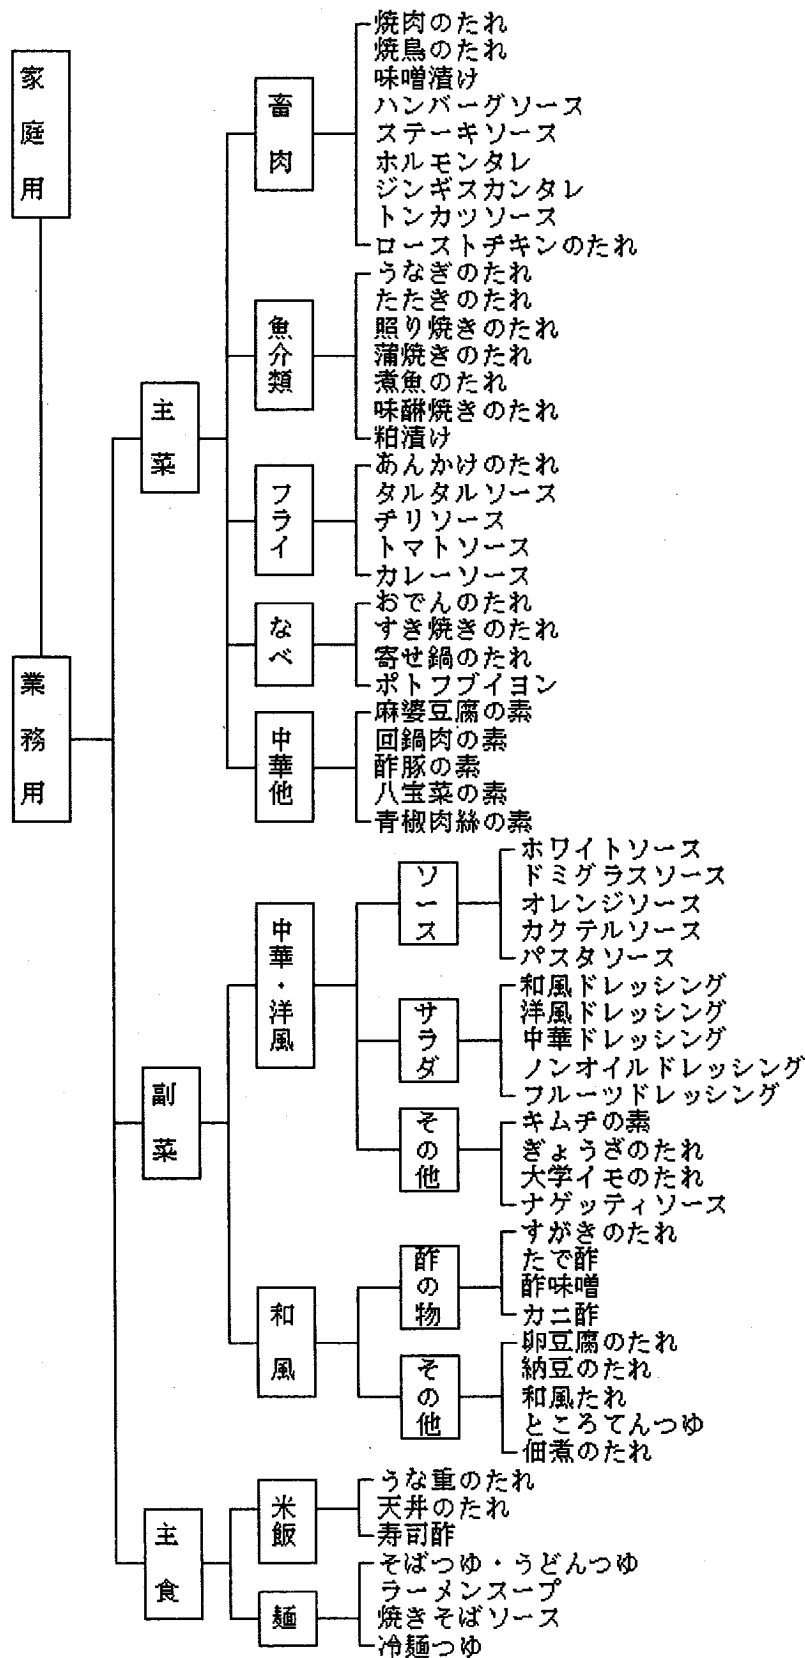 家庭用
業務用
主菜
畜肉
焼肉のたれ
焼鳥のたれ
味噌漬け
ハンバーグソース
ステーキソース
ホルモンタレ
ジンギスカンタレ
トンカツソース
ローストチキンのたれ
魚介類
うなぎのたれ
たたきのたれ
照り焼きのたれ
蒲焼きのたれ
煮魚のたれ
味醂焼きのたれ
粕漬け
フライ
あんかけのたれ
タルタルソース
チリソース
トマトソース
カレーソース
なべ
おでんのたれ
すき焼きのたれ
寄せ鍋のたれ
ポトフブイヨン
中華他
麻婆豆腐の素
回鍋肉の素
酢豚の素
八宝菜の素
青椒肉絲の素
副菜
中華・洋風
ソース
ホワイトソース
ドミグラスソース
オレンジソース
カクテルソース
パスタソース
サラダ
和風ドレッシング
洋風ドレッシング
中華ドレッシング
ノンオイルドレッシング
フルーツドレッシング
その他
キムチの素
ぎょうざのたれ
大学イモのたれ
ナゲッティソース
和風
酢の物
すがきのたれ
たで酢
酢味噌
カニ酢
その他
卵豆腐のたれ
納豆のたれ
和風たれ
ところてんつゆ
佃煮のたれ
主食
米飯
うな重のたれ
天丼のたれ
寿司酢
麺
そばつゆ・うどんつゆ
ラーメンスープ
焼きそばソース
冷麺つゆ